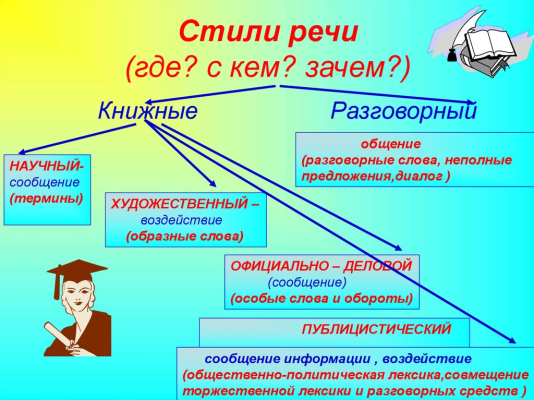 Стили речи
(где? с кем? зачем?)
Книжные
Разговорный
общение
(разговорные слова, неполные
предложения,диалог )
НАУЧНЫЙ-
сообщение
(термины)
ХУДОЖЕСТВЕННЫЙ –
воздействие
(образные слова)
ОФИЦИАЛЬНО – ДЕЛОВОЙ
(сообщение)
(особые слова и обороты)
ПУБЛИЦИСТИЧЕСКИЙ
сообщение информации , воздействие
(общественно-политическая лексика,совмещение
торжественной лексики и разговорных средств )